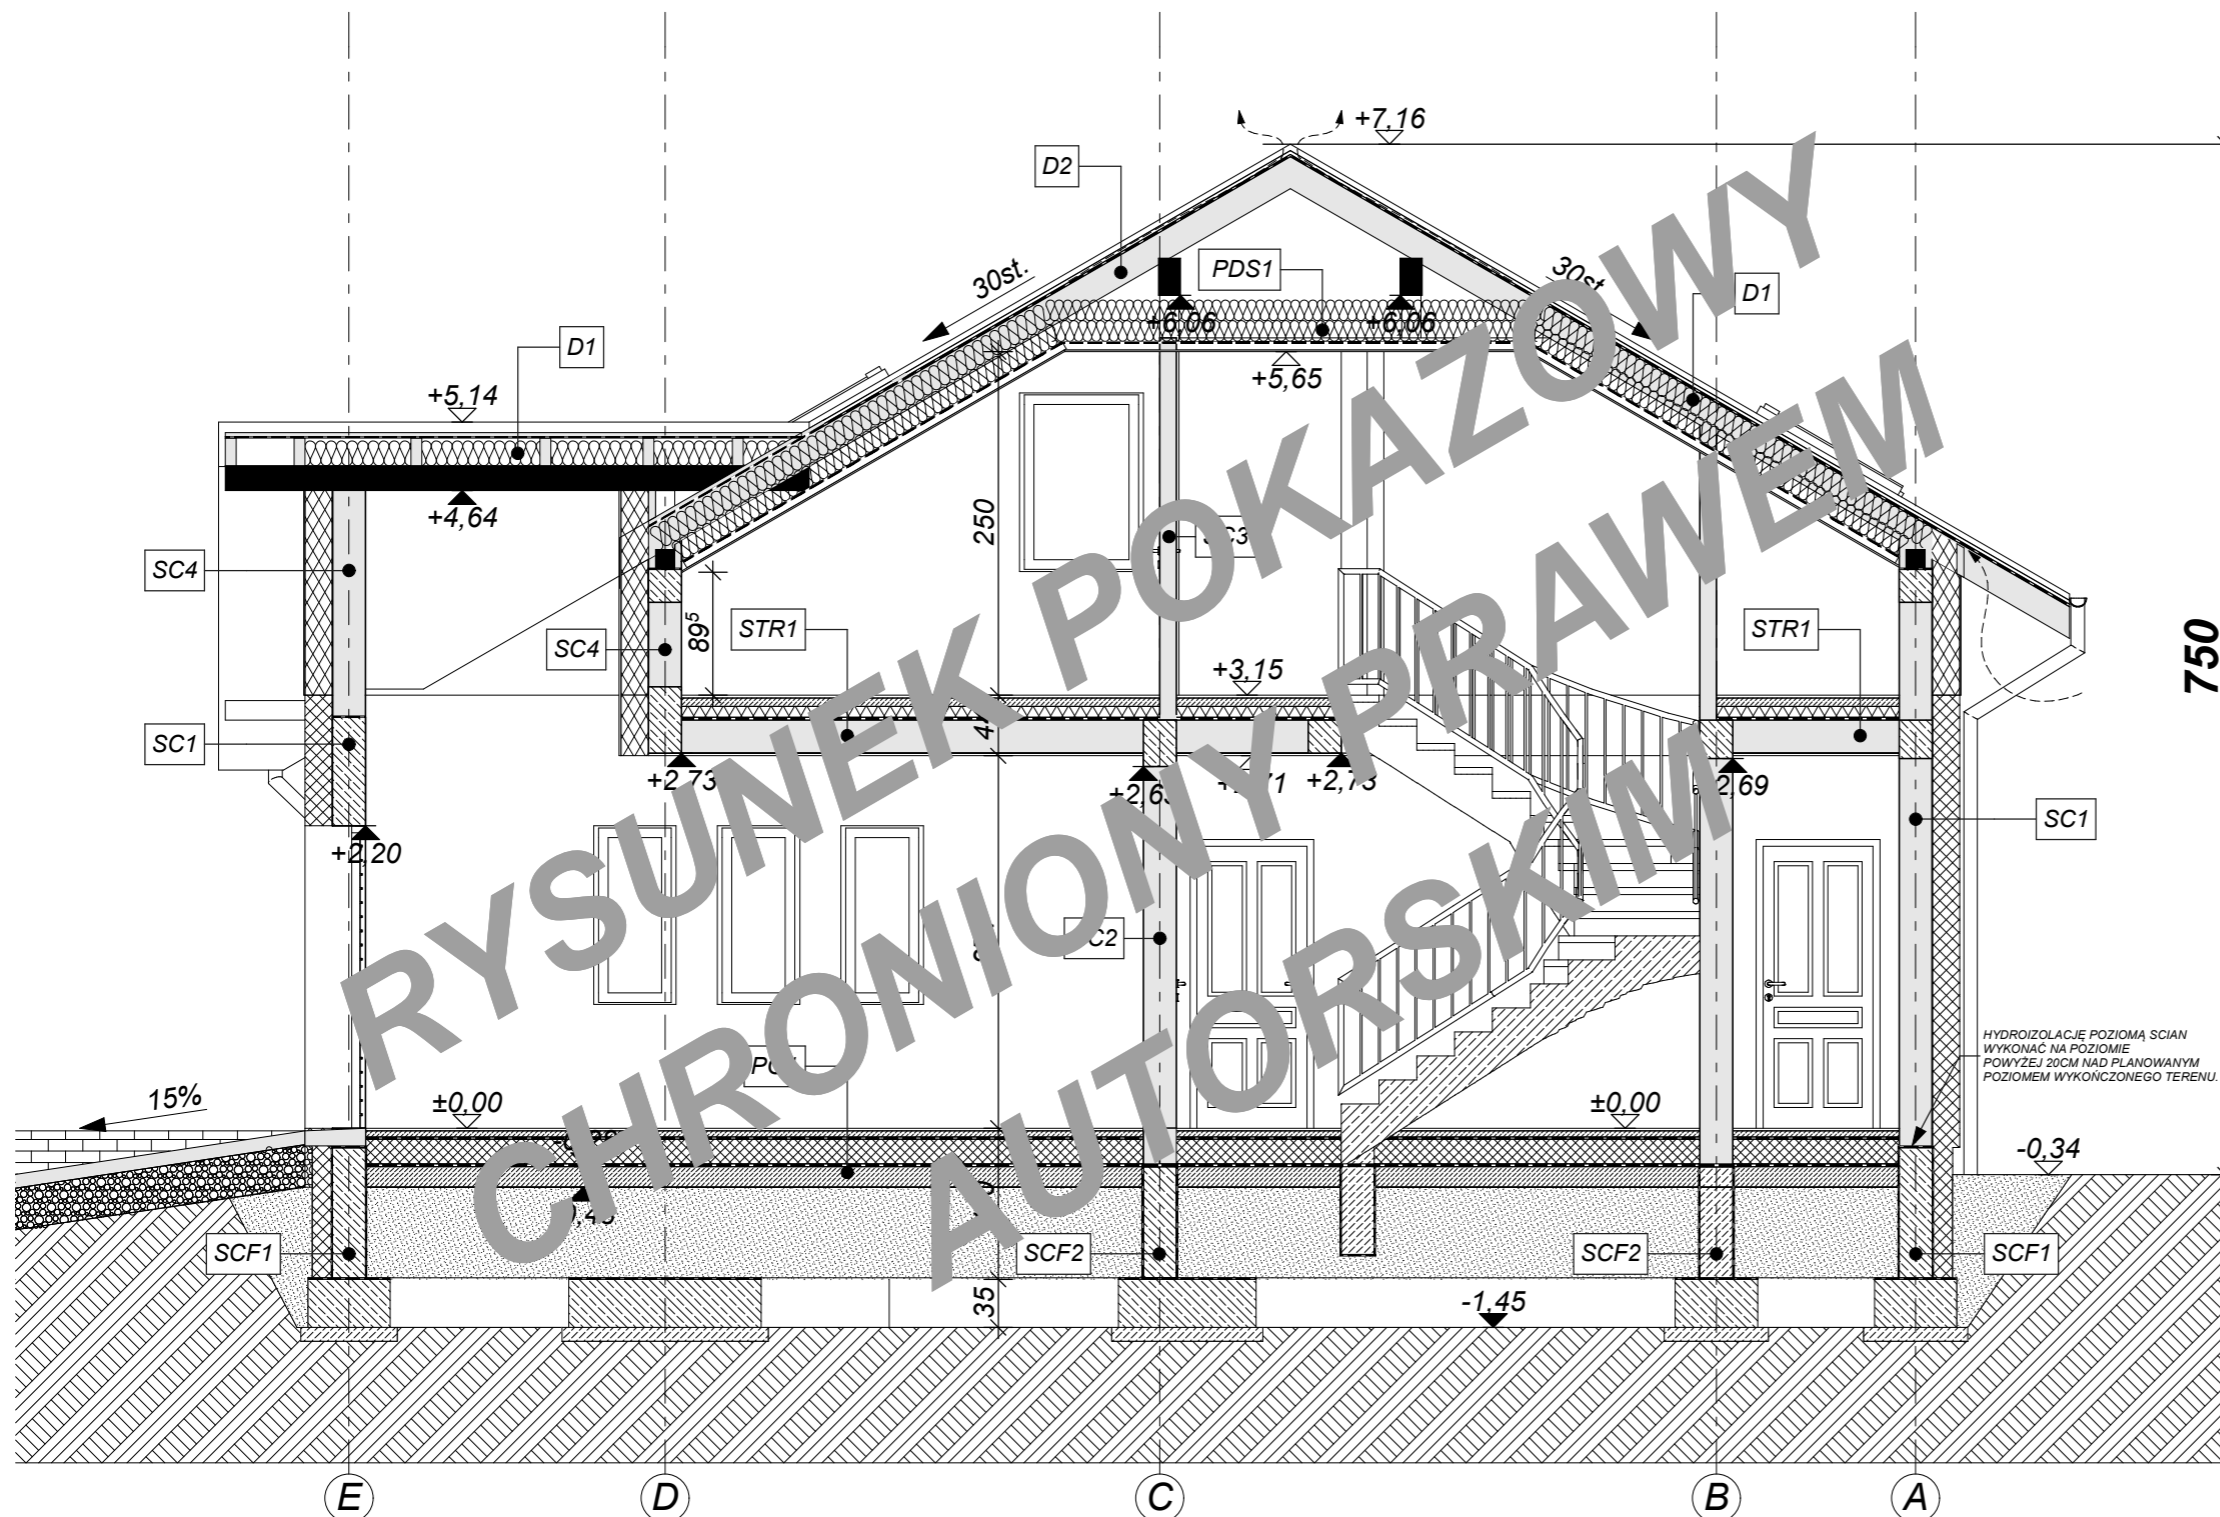 +7,16
D2
30st.
PDS1
30st.
D1
+6,06
+6,06
D1
+5,65
+5,14
+4,64
250
SC3
SC4
SC4
89⁵
STR1
STR1
750
+3,15
SC1
+2,73
+2,73
+2,69
+2,20
SC1
RYSUNEK POKAZOWY
CHRONIONY PRAWEM
AUTORSKIM
HYDROIZOLACJĘ POZIOMĄ SCIAN
WYKONAĆ NA POZIOMIE
POWYŻEJ 20CM NAD PLANOWANYM
POZIOMEM WYKOŃCZONEGO TERENU.
15%
±0,00
±0,00
-0,34
SCF1
SCF2
SCF2
SCF1
35
-1,45
E
D
C
B
A